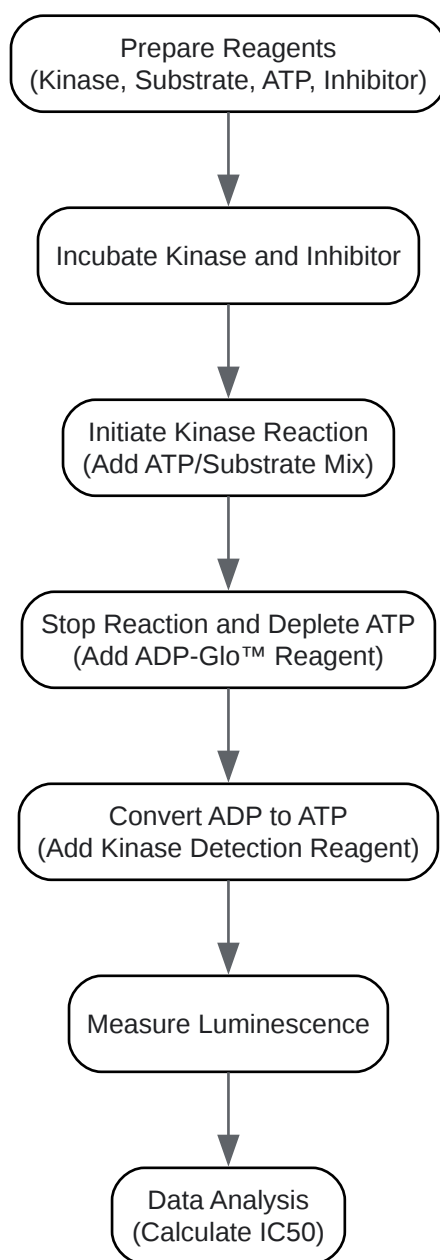 Prepare Reagents
(Kinase, Substrate, ATP, Inhibitor)
Incubate Kinase and Inhibitor
Initiate Kinase Reaction
(Add ATP/Substrate Mix)
Stop Reaction and Deplete ATP
(Add ADP-Glo™ Reagent)
Convert ADP to ATP
(Add Kinase Detection Reagent)
Measure Luminescence
Data Analysis
(Calculate IC50)